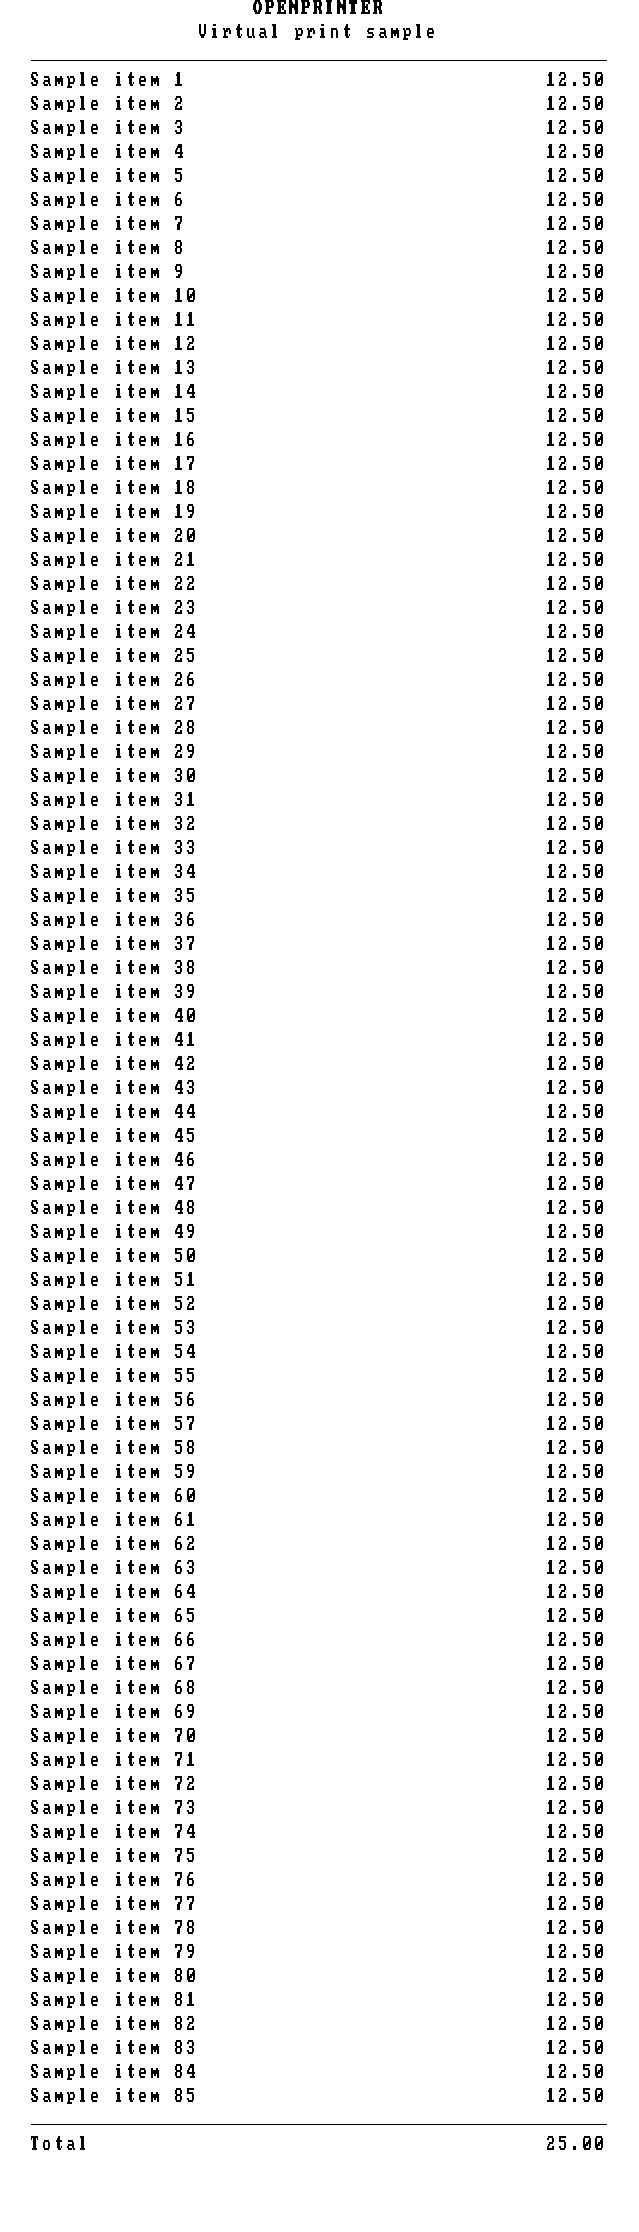 OPENPRINTER
Virtual print sample
Sample item 1 12.50
Sample item 2 12.50
Sample item 3 12.50
Sample item 4 12.50
Sample item 5 12.50
Sample item 6 12.50
Sample item 7 12.50
Sample item 8 12.50
Sample item 9 12.50
Sample item 10 12.50
Sample item 11 12.50
Sample item 12 12.50
Sample item 13 12.50
Sample item 14 12.50
Sample item 15 12.50
Sample item 16 12.50
Sample item 17 12.50
Sample item 18 12.50
Sample item 19 12.50
Sample item 20 12.50
Sample item 21 12.50
Sample item 22 12.50
Sample item 23 12.50
Sample item 24 12.50
Sample item 25 12.50
Sample item 26 12.50
Sample item 27 12.50
Sample item 28 12.50
Sample item 29 12.50
Sample item 30 12.50
Sample item 31 12.50
Sample item 32 12.50
Sample item 33 12.50
Sample item 34 12.50
Sample item 35 12.50
Sample item 36 12.50
Sample item 37 12.50
Sample item 38 12.50
Sample item 39 12.50
Sample item 40 12.50
Sample item 41 12.50
Sample item 42 12.50
Sample item 43 12.50
Sample item 44 12.50
Sample item 45 12.50
Sample item 46 12.50
Sample item 47 12.50
Sample item 48 12.50
Sample item 49 12.50
Sample item 50 12.50
Sample item 51 12.50
Sample item 52 12.50
Sample item 53 12.50
Sample item 54 12.50
Sample item 55 12.50
Sample item 56 12.50
Sample item 57 12.50
Sample item 58 12.50
Sample item 59 12.50
Sample item 60 12.50
Sample item 61 12.50
Sample item 62 12.50
Sample item 63 12.50
Sample item 64 12.50
Sample item 65 12.50
Sample item 66 12.50
Sample item 67 12.50
Sample item 68 12.50
Sample item 69 12.50
Sample item 70 12.50
Sample item 71 12.50
Sample item 72 12.50
Sample item 73 12.50
Sample item 74 12.50
Sample item 75 12.50
Sample item 76 12.50
Sample item 77 12.50
Sample item 78 12.50
Sample item 79 12.50
Sample item 80 12.50
Sample item 81 12.50
Sample item 82 12.50
Sample item 83 12.50
Sample item 84 12.50
Sample item 85 12.50
Total 25.00